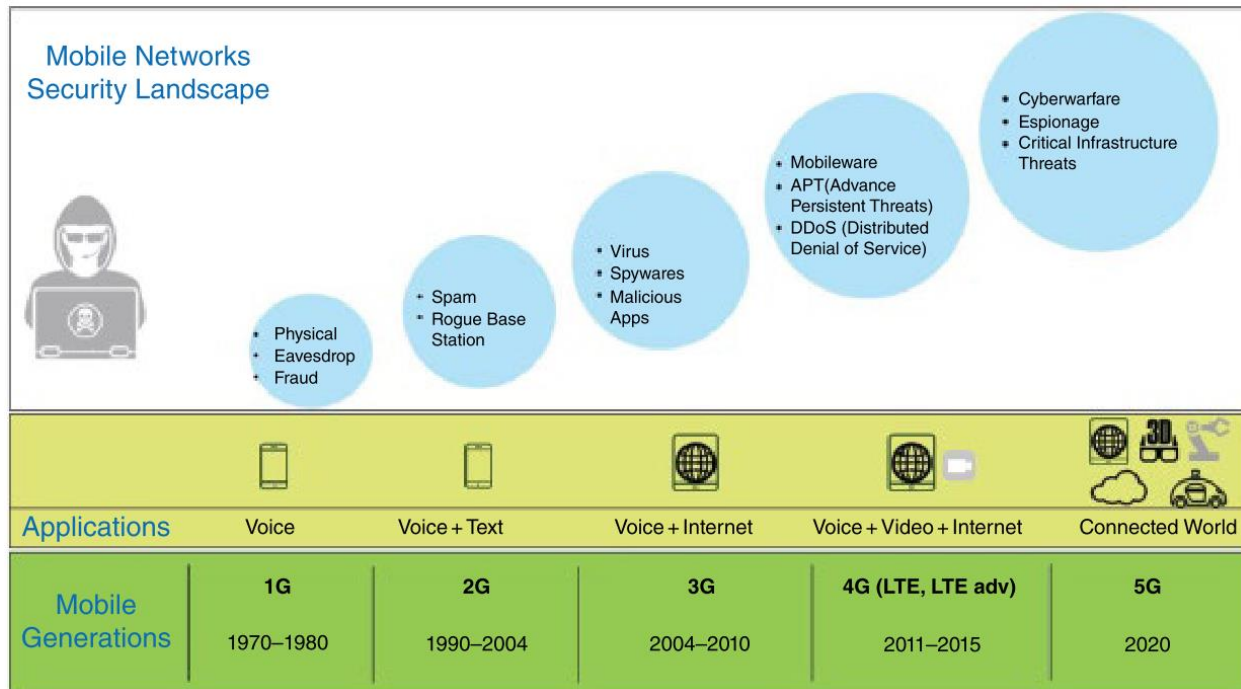 Mobile Networks
Security Landscape
Cyberwarfare
Espionage
Critical Infrastructure
Threats
Mobileware
APT(Advance
Persistent Threats)
DDoS (Distributed
Denial of Service)
Virus
Spywares
Malicious
Apps
Spam
Rogue Base
Station
Physical
Eavesdrop
Fraud
3D
Applications
Voice
Voice + Text
Voice + Internet
Voice + Video + Internet
Connected World
Mobile
Generations
1G
2G
3G
4G (LTE, LTE adv)
5G
1970–1980
1990–2004
2004–2010
2011–2015
2020